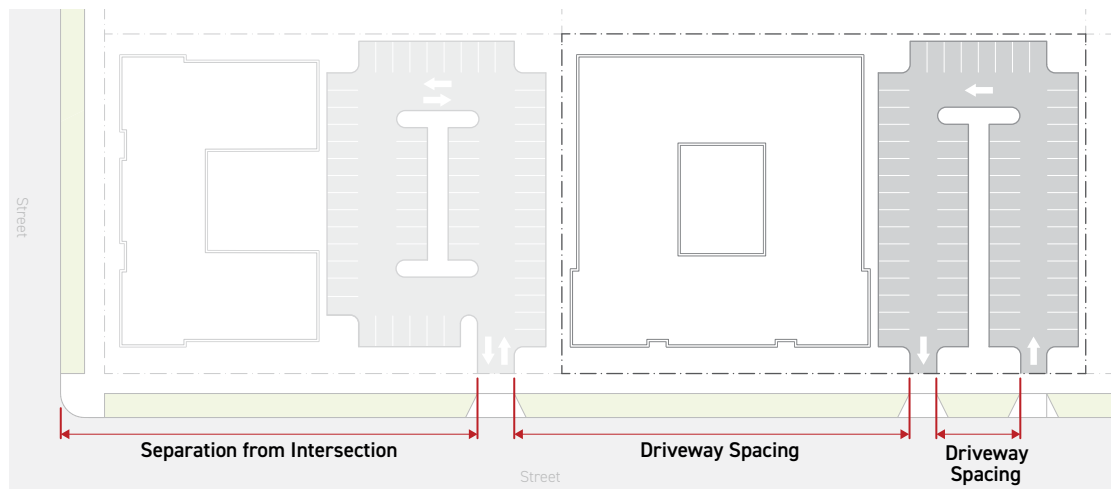 Street
Separation from Intersection
Driveway Spacing
Driveway
Spacing
Street